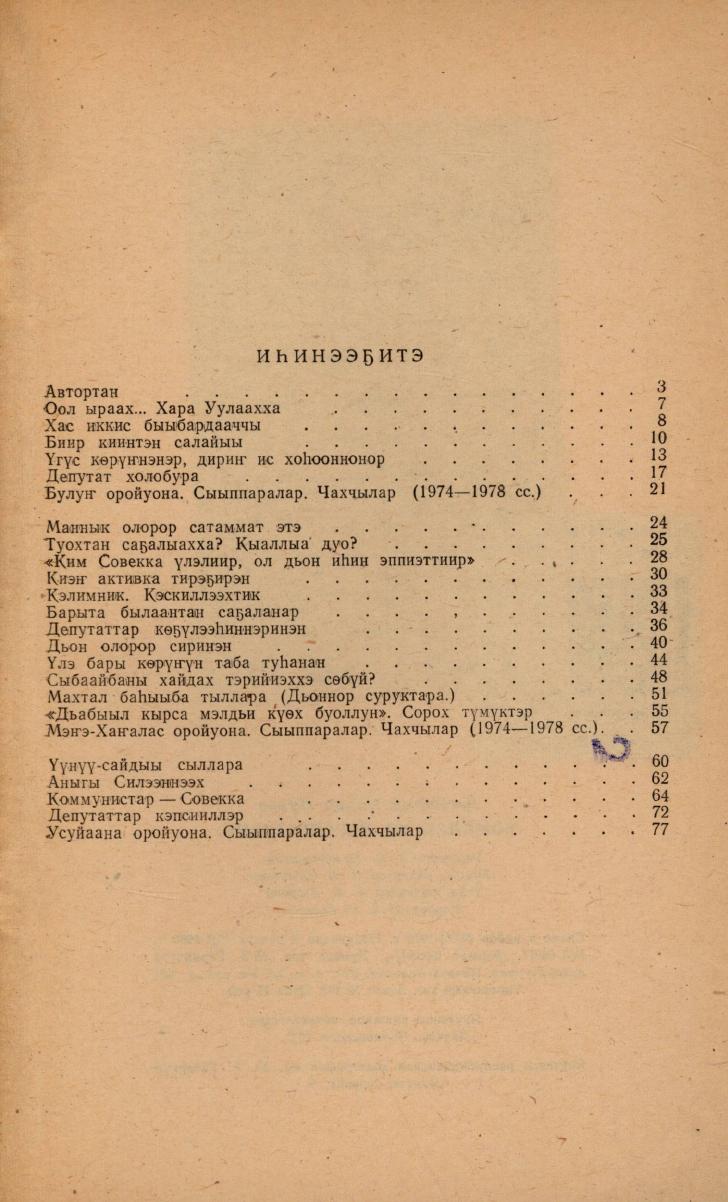 ИҺИНЭЭҔИТЭ
Автортан . . . . . . . . . . . . . . 3
Оол ыраах... Хара Уулаахха . . . . . . . . . . 7
Хас иккис быыбардааччы . . . . . . . . . . . 8
Биир киинтэн салайыы . . . . . . . . . . . 10
Үгүс көрүҥнэнэр, дириҥ ис хоһоонноноp . . . . . . . 13
Депутат холобура . . . . . . . . . . . . . 17
Булуҥ оройуона. Сыыппаралар. Чахчылар (1974—1978 сс.) . . . 21
Маннык олорор сатаммат этэ . . . . . . . . . . 24
Туохтан саҕалыахха? Кыаллыа дуо? . . . . . . . . 25
«Ким Совекка үлэлиир, ол дьон иһин эппиэттиир» . . . . . 28
Киэҥ активка тирэҕирэн . . . . . . . . . . . 30
Кэлимник. Кэскиллээхтик . . . . . . . . . . . 33
Барыта былаантан саҕаланар . . . . . . . . . . 34
Депутаттар көҕүлээһиннэринэн . . . . . . . . . 36
Дьон олорор сиринэн . . . . . . . . . . . . 40
Үлэ бары көрүҥүн таба туһанан . . . . . . . . . 44
Сыбаайбаны хайдах тэрийиэххэ сөбүй? . . . . . . . 48
Махтал баһыыба тыллара (Дьоннор суруктара.) . . . . . . 51
«Дьабыыл кырса мэлдьи күөх буоллун». Сорох түмүктэр . . . 55
Мэҥэ-Хаҥалас оройуона. Сыыппаралар. Чахчылар (1974—1978 сс.). . 57
Үүнүү-сайдыы сыллара . . . . . . . . . . . 60
Аныгы Силээннээх . . . . . . . . . . . . . 62
Коммунистар — Совекка . . . . . . . . . . . 64
Депутаттар кэпсииллэр . . . . . . . . . . . . 72
Усуйаана оройуона. Сыыппаралар. Чахчылар . . . . . . . 77